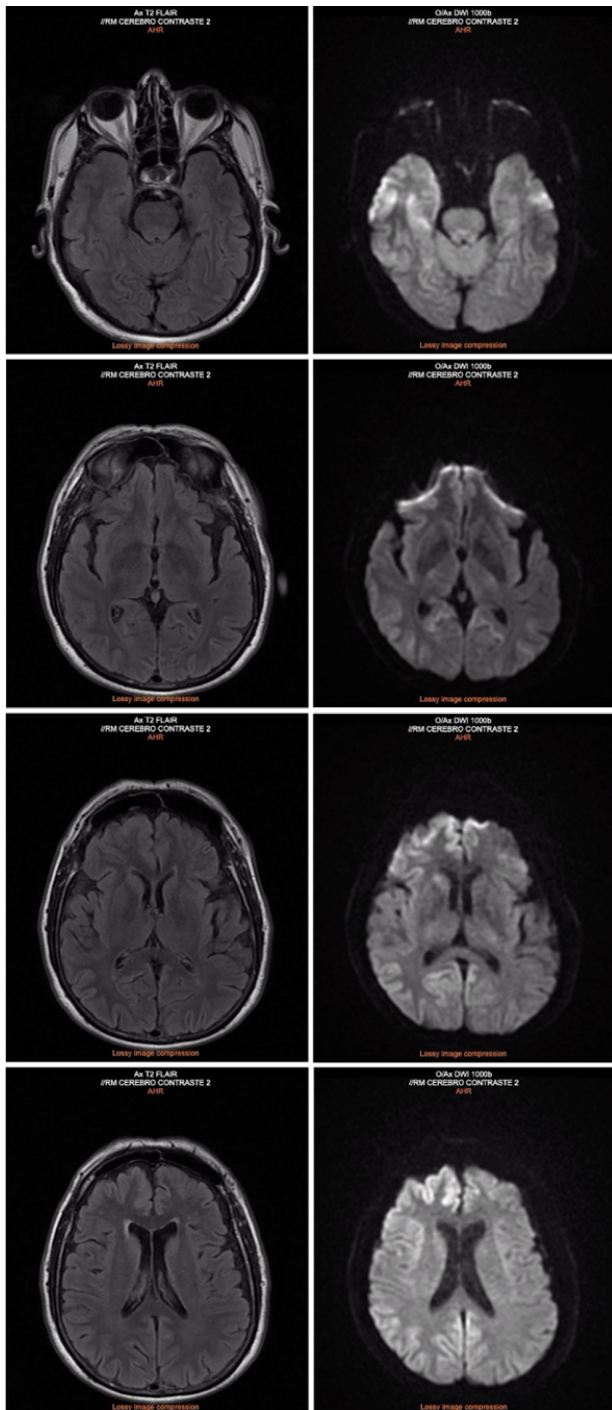 Ax T2 FLAIR
//RM CEREBRO CONTRASTE 2
AHR
Lossy image compression
O/Ax DWI 1000b
//RM CEREBRO CONTRASTE 2
AHR
Lossy image compression
Ax T2 FLAIR
//RM CEREBRO CONTRASTE 2
AHR
Lossy image compression
O/Ax DWI 1000b
//RM CEREBRO CONTRASTE 2
AHR
Lossy image compression
Ax T2 FLAIR
//RM CEREBRO CONTRASTE 2
AHR
Lossy image compression
O/Ax DWI 1000b
//RM CEREBRO CONTRASTE 2
AHR
Lossy image compression
Ax T2 FLAIR
//RM CEREBRO CONTRASTE 2
AHR
Lossy image compression
O/Ax DWI 1000b
//RM CEREBRO CONTRASTE 2
AHR
Lossy image compression